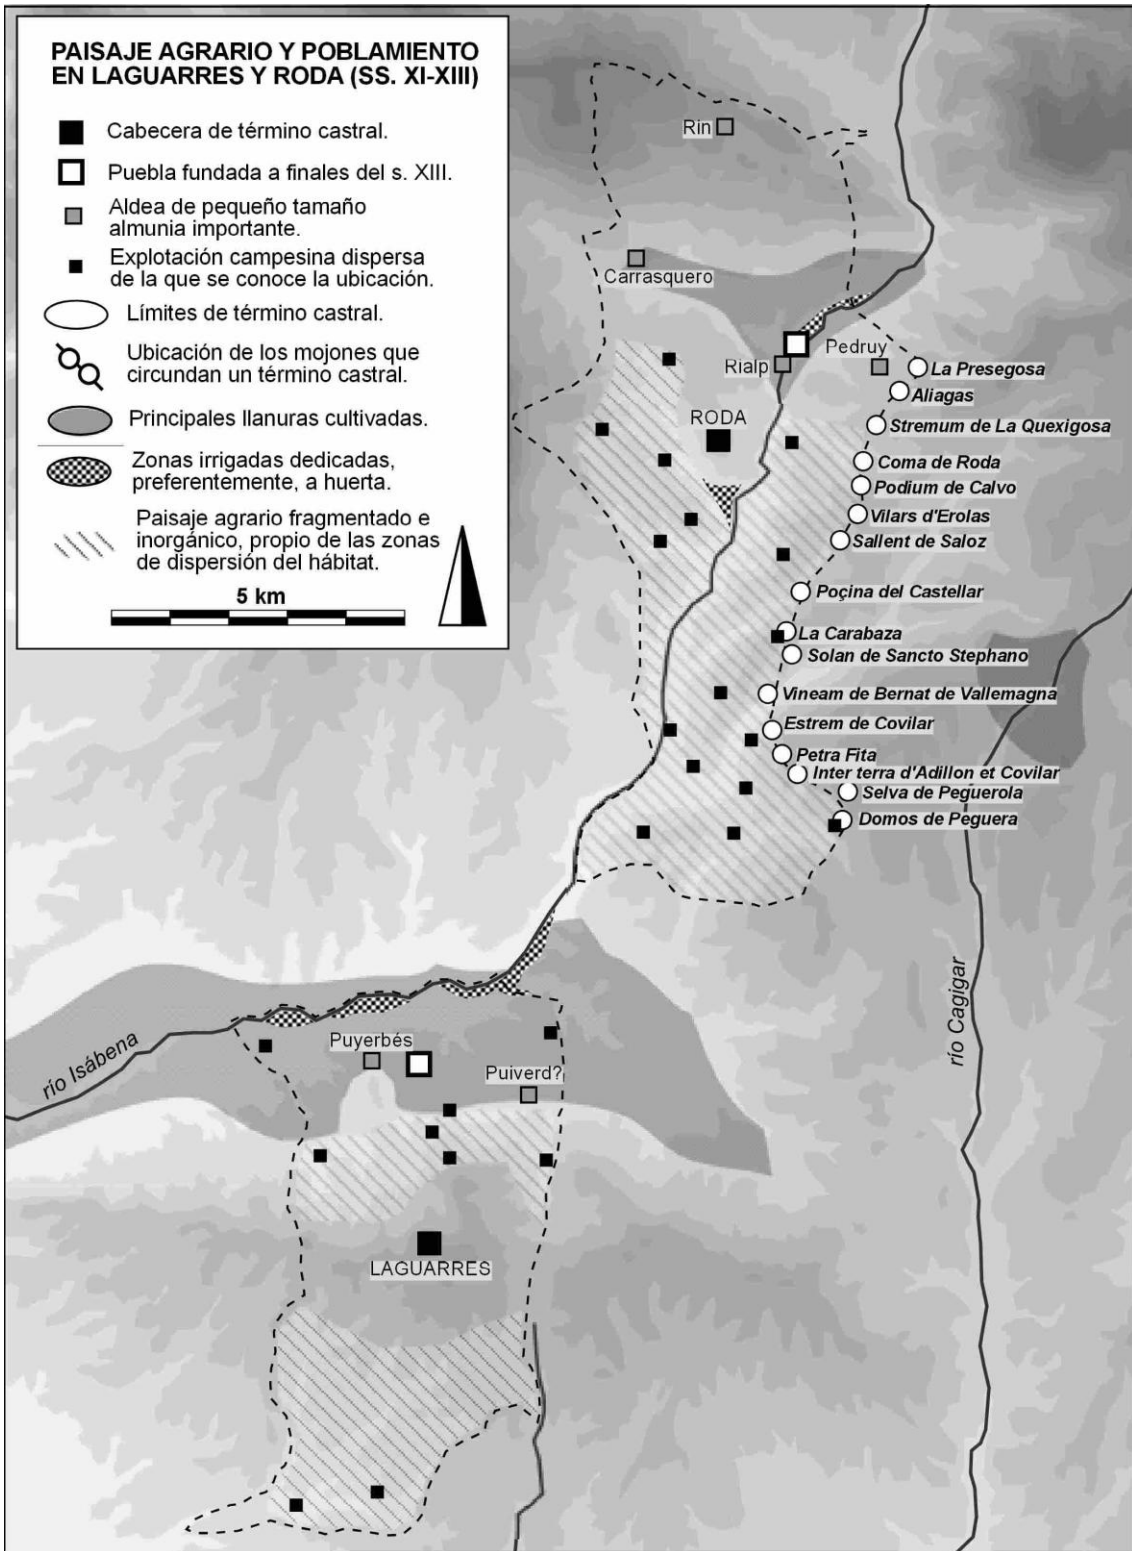 PAISAJE AGRARIO Y POBLAMIENTO
EN LAGUARRES Y RODA (SS. XI-XIII)
Cabecera de término castral.
Puebla fundada a finales del s. XIII.
Aldea de pequeño tamaño
almunia importante.
Explotación campesina dispersa
de la que se conoce la ubicación.
Límites de término castral.
Ubicación de los mojones que
circundan un término castral.
Principales llanuras cultivadas.
Zonas irrigadas dedicadas,
preferentemente, a huerta.
Paisaje agrario fragmentado e
inorgánico, propio de las zonas
de dispersión del hábitat.
5 km
Rin
Carrasquero
Rialp
Pedruy
La Presegosa
Aliagas
RODA
Stremum de La Quexigosa
Coma de Roda
Podium de Calvo
Vilars d'Erolas
Sallent de Saloz
Poçina del Castellar
La Carabaza
Solan de Sancto Stephano
Vineam de Bernat de Vallemagna
Estrem de Covilar
Petra Fita
Inter terra d'Adillon et Covilar
Selva de Peguerola
Domos de Peguera
río Isábena
Puyerbés
Puiverd?
río Cagigar
LAGUARRES